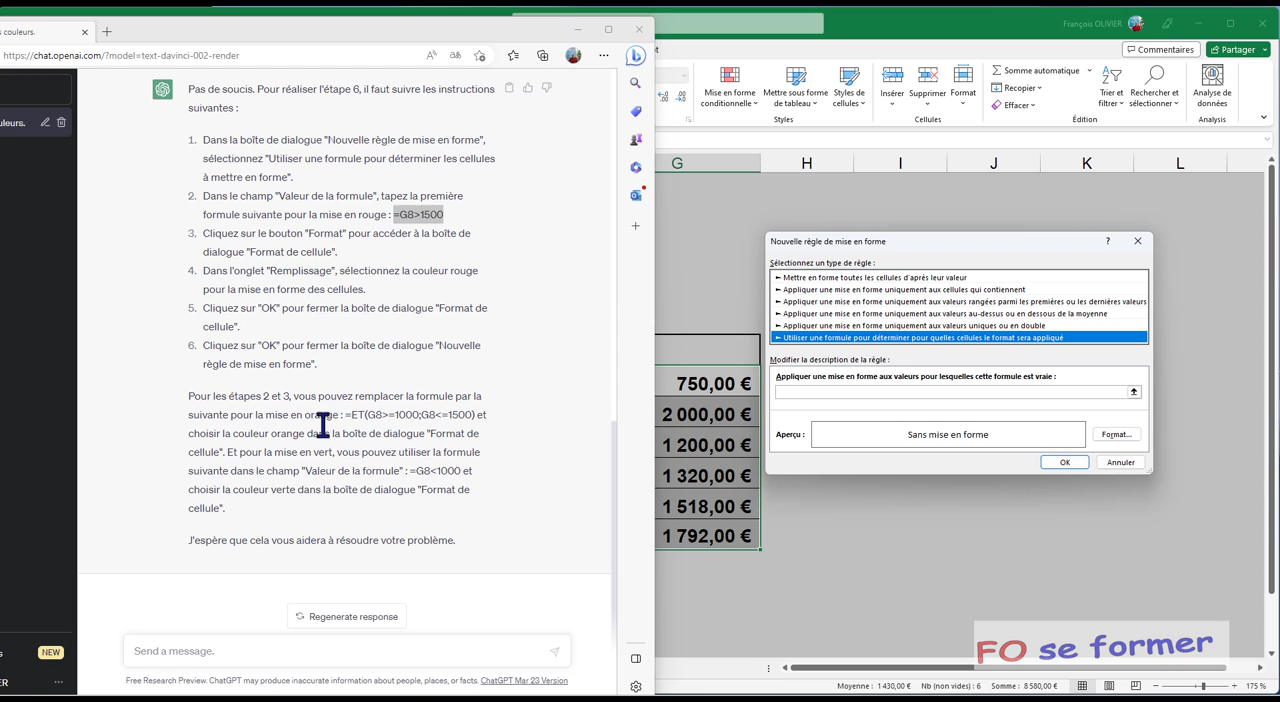 François OLIVIER
s couleurs.
https://chat.openai.com/?model=text-davinci-002-render
Commentaires
Partager
Mise en forme conditionnelle
Mettre sous forme de tableau
Styles de cellules
Styles
Insérer
Supprimer
Format
Cellules
Somme automatique
Recopier
Effacer
Trier et filtrer
Rechercher et sélectionner
Édition
Analyse de données
Analysis
uleurs.
Pas de soucis. Pour réaliser l'étape 6, il faut suivre les instructions
suivantes :
1. Dans la boîte de dialogue "Nouvelle règle de mise en forme",
sélectionnez "Utiliser une formule pour déterminer les cellules
à mettre en forme".
2. Dans le champ "Valeur de la formule", tapez la première
formule suivante pour la mise en rouge : =G8>1500
3. Cliquez sur le bouton "Format" pour accéder à la boîte de
dialogue "Format de cellule".
4. Dans l'onglet "Remplissage", sélectionnez la couleur rouge
pour la mise en forme des cellules.
5. Cliquez sur "OK" pour fermer la boîte de dialogue "Format de
cellule".
6. Cliquez sur "OK" pour fermer la boîte de dialogue "Nouvelle
règle de mise en forme".
Pour les étapes 2 et 3, vous pouvez remplacer la formule par la
suivante pour la mise en orange : =ET(G8>=1000;G8<=1500) et
choisir la couleur orange dans la boîte de dialogue "Format de
cellule". Et pour la mise en vert, vous pouvez utiliser la formule
suivante dans le champ "Valeur de la formule" : =G8<1000 et
choisir la couleur verte dans la boîte de dialogue "Format de
cellule".
J'espère que cela vous aidera à résoudre votre problème.
Regenerate response
Send a message.
NEW
Free Research Preview. ChatGPT may produce inaccurate information about people, places, or facts. ChatGPT Mar 23 Version
G H I J K L
750,00 €
2 000,00 €
1 200,00 €
1 320,00 €
1 518,00 €
1 792,00 €
Nouvelle règle de mise en forme
?
Sélectionnez un type de règle :
► Mettre en forme toutes les cellules d'après leur valeur
► Appliquer une mise en forme uniquement aux cellules qui contiennent
► Appliquer une mise en forme uniquement aux valeurs rangées parmi les premières ou les dernières valeurs
► Appliquer une mise en forme uniquement aux valeurs au-dessus ou en dessous de la moyenne
► Appliquer une mise en forme uniquement aux valeurs uniques ou en double
► Utiliser une formule pour déterminer pour quelles cellules le format sera appliqué
Modifier la description de la règle :
Appliquer une mise en forme aux valeurs pour lesquelles cette formule est vraie :
Aperçu :
Sans mise en forme
Format...
OK
Annuler
FO se former
Moyenne : 1 430,00 € Nb (non vides) : 6 Somme : 8 580,00 €
175 %